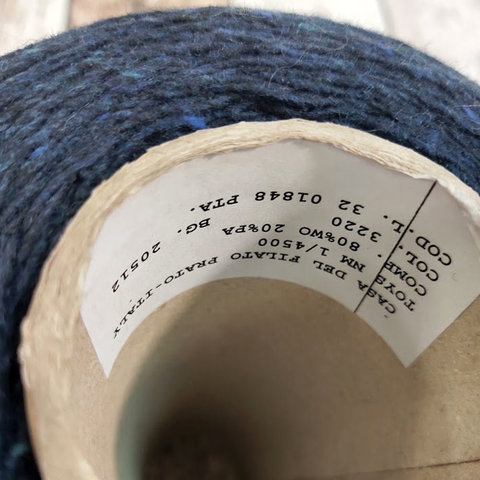 CASA DEL FILATO PRATO-ITALY
TOYS NM 1/4500
COMP. 80%WO 20%PA BG. 20512
COL. 3220
COD.L. 32 01848 PTA.